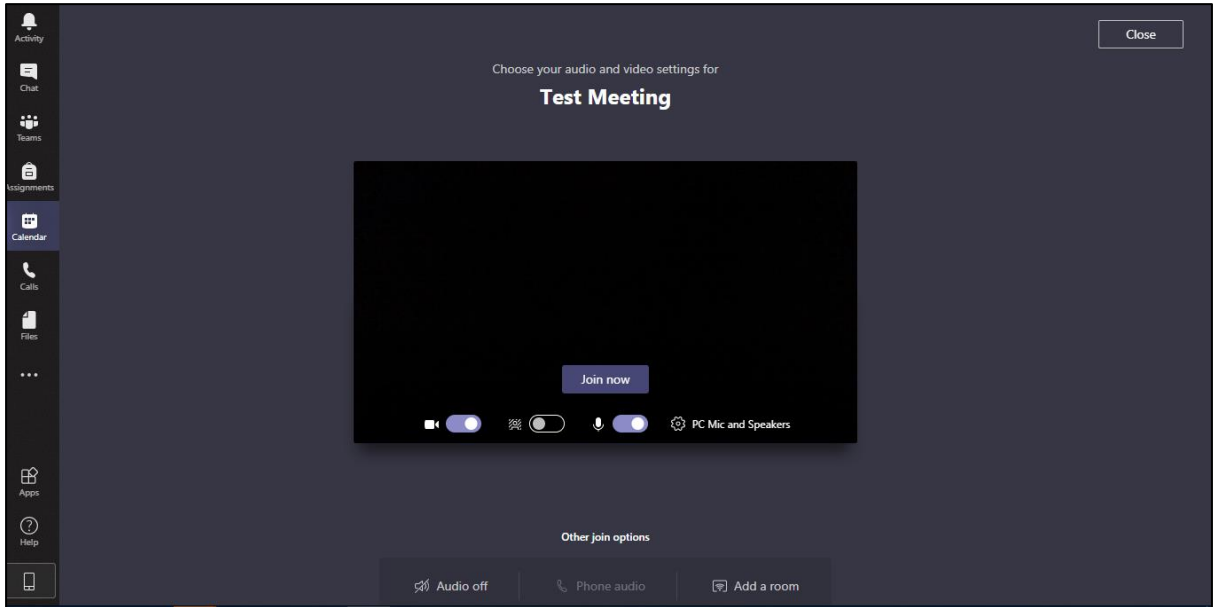 Activity
Chat
Teams
Assignments
Calendar
Calls
Files
Apps
Help
Close
Choose your audio and video settings for
Test Meeting
Join now
PC Mic and Speakers
Other join options
Audio off
Phone audio
Add a room